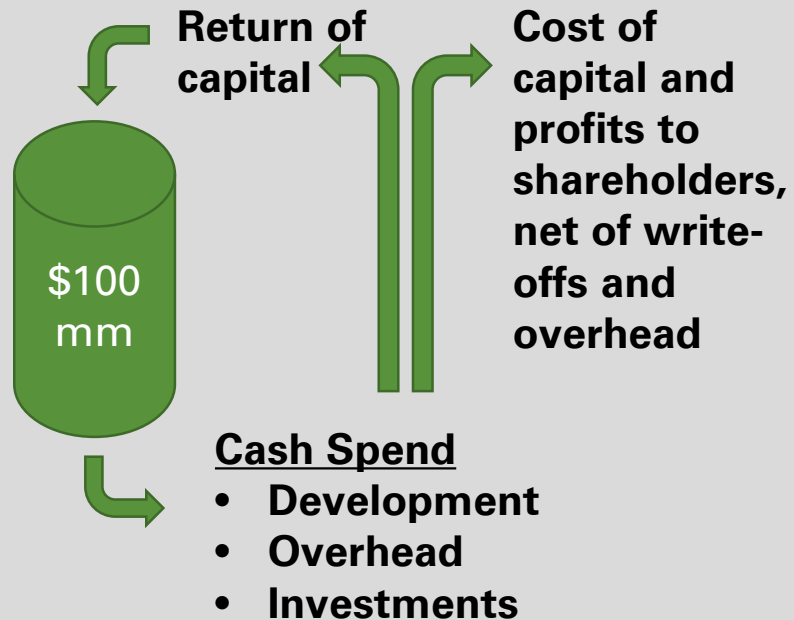 Return of
capital
Cost of
capital and
profits to
shareholders,
net of write-
offs and
overhead
$100
mm
Cash Spend
• Development
• Overhead
• Investments